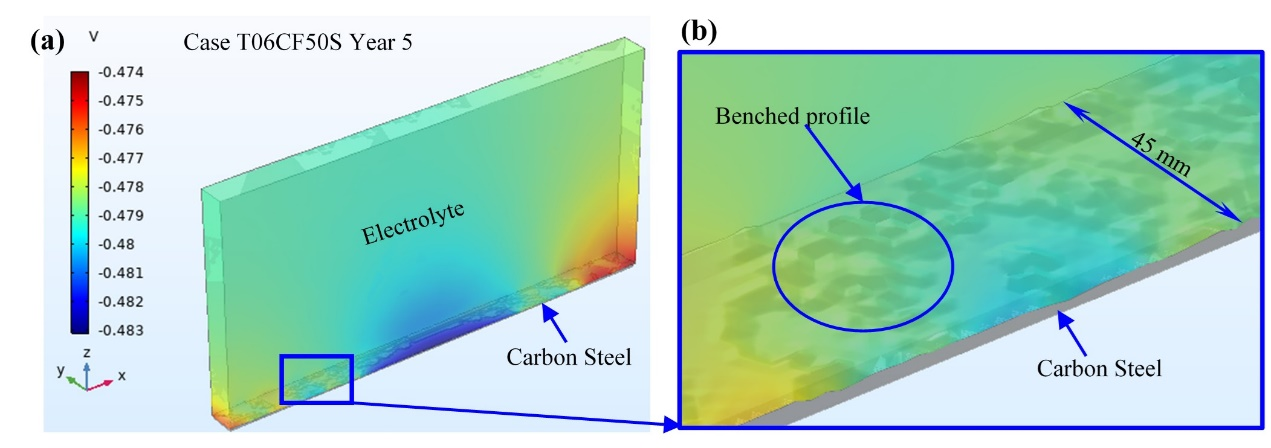 (a)
V
Case T06CF50S Year 5
-0.474
-0.475
-0.476
-0.477
-0.478
-0.479
-0.48
-0.481
-0.482
-0.483
z
y
x
Electrolyte
Carbon Steel
(b)
Benched profile
45 mm
Carbon Steel